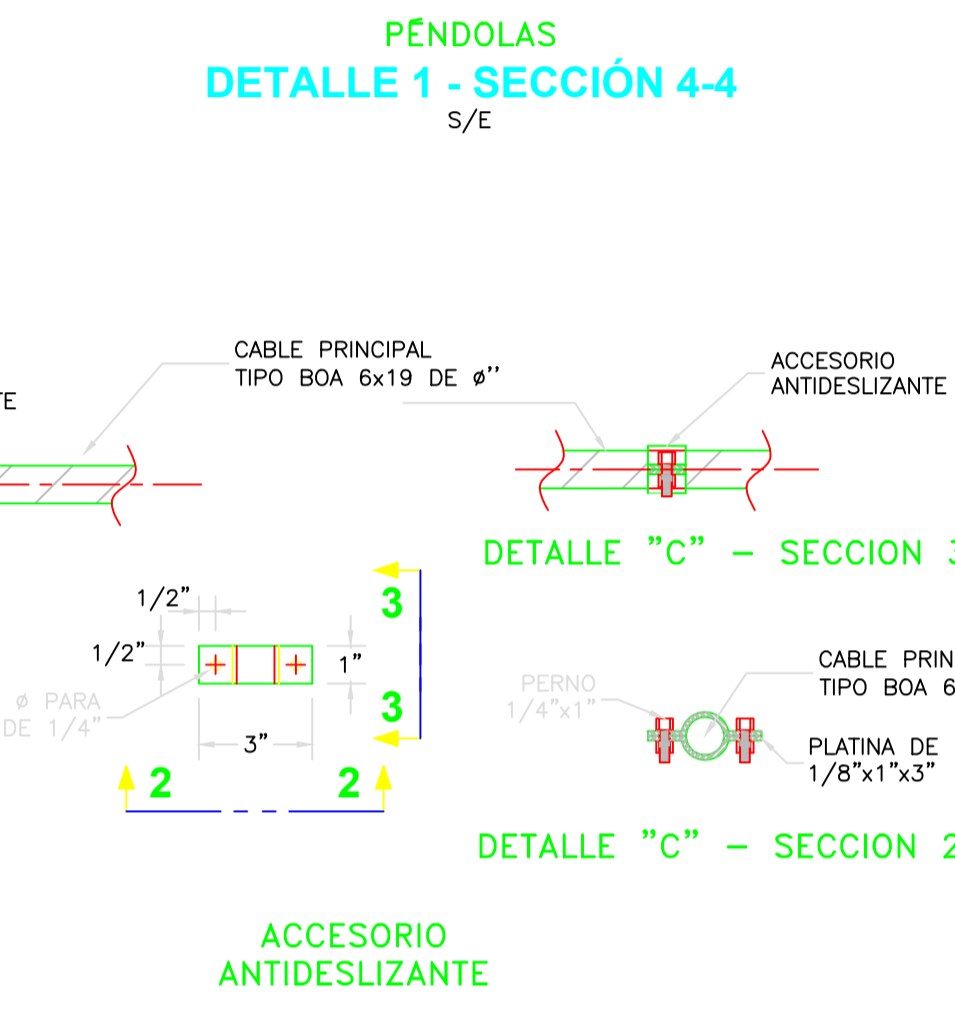 PÉNDOLAS
DETALLE 1 - SECCIÓN 4-4
S/E
CABLE PRINCIPAL
TIPO BOA 6x19 DE ø''
ACCESORIO
ANTIDESLIZANTE
TE
DETALLE "C" – SECCION 3
1/2"
3
1/2"
1"
ø PARA
DE 1/4"
3
3"
2
2
CABLE PRIN
TIPO BOA 6
PERNO
1/4"x1"
PLATINA DE
1/8"x1"x3"
DETALLE "C" – SECCION 2
ACCESORIO
ANTIDESLIZANTE